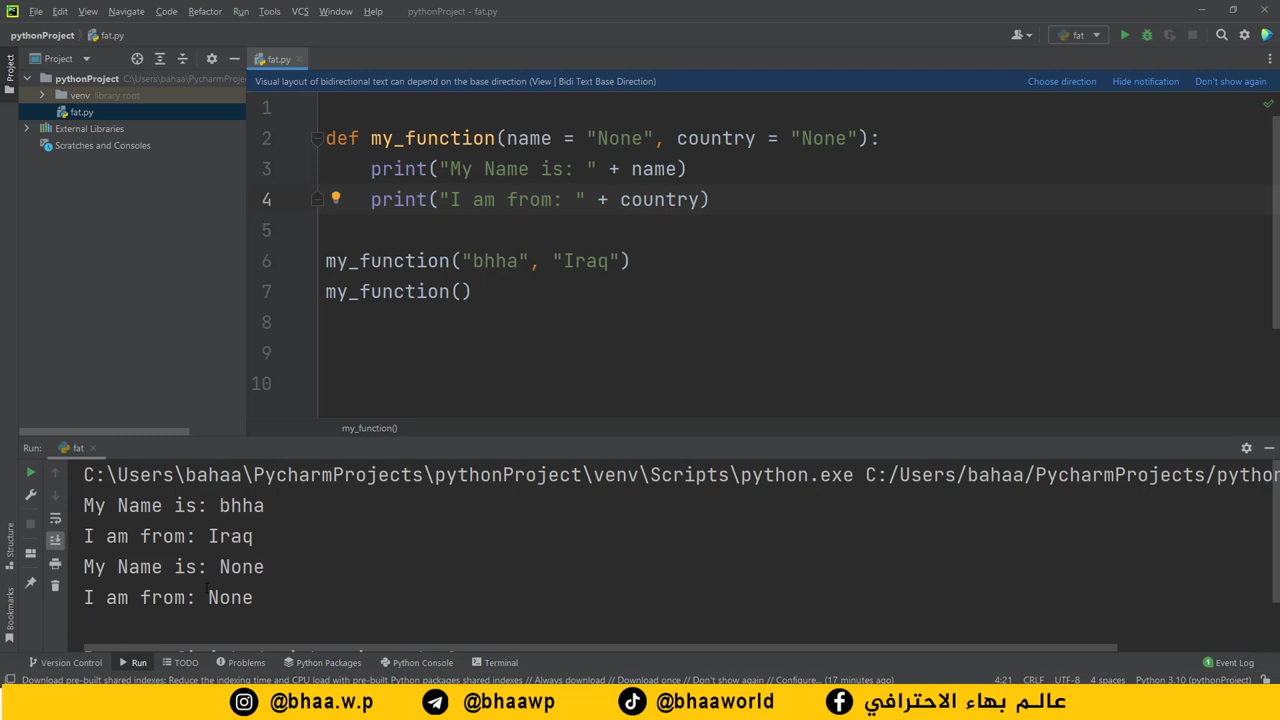 File Edit View Navigate Code Refactor Run Tools VCS Window Help pythonProject - fat.py
pythonProject fat.py fat
Project fat.py
Visual layout of bidirectional text can depend on the base direction (View | Bidi Text Base Direction) Choose direction Hide notification Don't show again
pythonProject C:\Users\bahaa\PycharmProje
venv library root
fat.py
External Libraries
Scratches and Consoles
Project
1
2 def my_function(name = "None", country = "None"):
3 print("My Name is: " + name)
4 print("I am from: " + country)
5
6 my_function("bhha", "Iraq")
7 my_function()
8
9
10
my_function()
Run: fat
C:\Users\bahaa\PycharmProjects\pythonProject\venv\Scripts\python.exe C:/Users/bahaa/PycharmProjects/python
My Name is: bhha
I am from: Iraq
My Name is: None
I am from: None
Structure
Bookmarks
Version Control Run TODO Problems Python Packages Python Console Terminal Event Log
Download pre-built shared indexes: Reduce the indexing time and CPU load with pre-built Python packages shared indexes // Always download // Download once // Don't show again // Configure... (17 minutes ago) 4:21 CRLF UTF-8 4 spaces Python 3.10 (pythonProject)
@bhaa.w.p @bhaawp @bhaaworld عالم بهاء الاحترافي